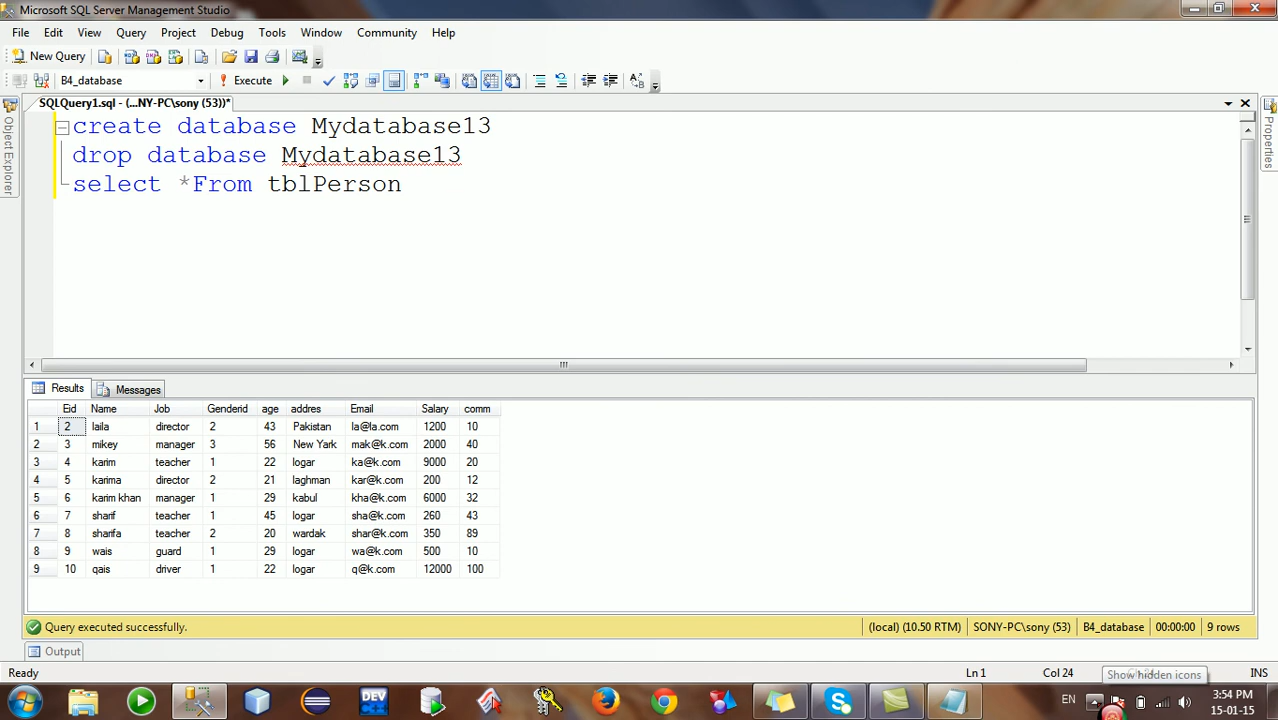 Microsoft SQL Server Management Studio
File Edit View Query Project Debug Tools Window Community Help
New Query
B4_database Execute
SQLQuery1.sql - (...NY-PC\sony (53))*
Object Explorer
Properties
create database Mydatabase13
drop database Mydatabase13
select *From tblPerson
Results Messages
Eid Name Job Genderid age addres Email Salary comm
1 2 laila director 2 43 Pakistan la@la.com 1200 10
2 3 mikey manager 3 56 New Yark mak@k.com 2000 40
3 4 karim teacher 1 22 logar ka@k.com 9000 20
4 5 karima director 2 21 laghman kar@k.com 200 12
5 6 karim khan manager 1 29 kabul kha@k.com 6000 32
6 7 sharif teacher 1 45 logar sha@k.com 260 43
7 8 sharifa teacher 2 20 wardak shar@k.com 350 89
8 9 wais guard 1 29 logar wa@k.com 500 10
9 10 qais driver 1 22 logar q@k.com 12000 100
Query executed successfully. (local) (10.50 RTM) SONY-PC\sony (53) B4_database 00:00:00 9 rows
Output
Ready Ln 1 Col 24 INS
Show hidden icons
DEV
EN 3:54 PM
15-01-15